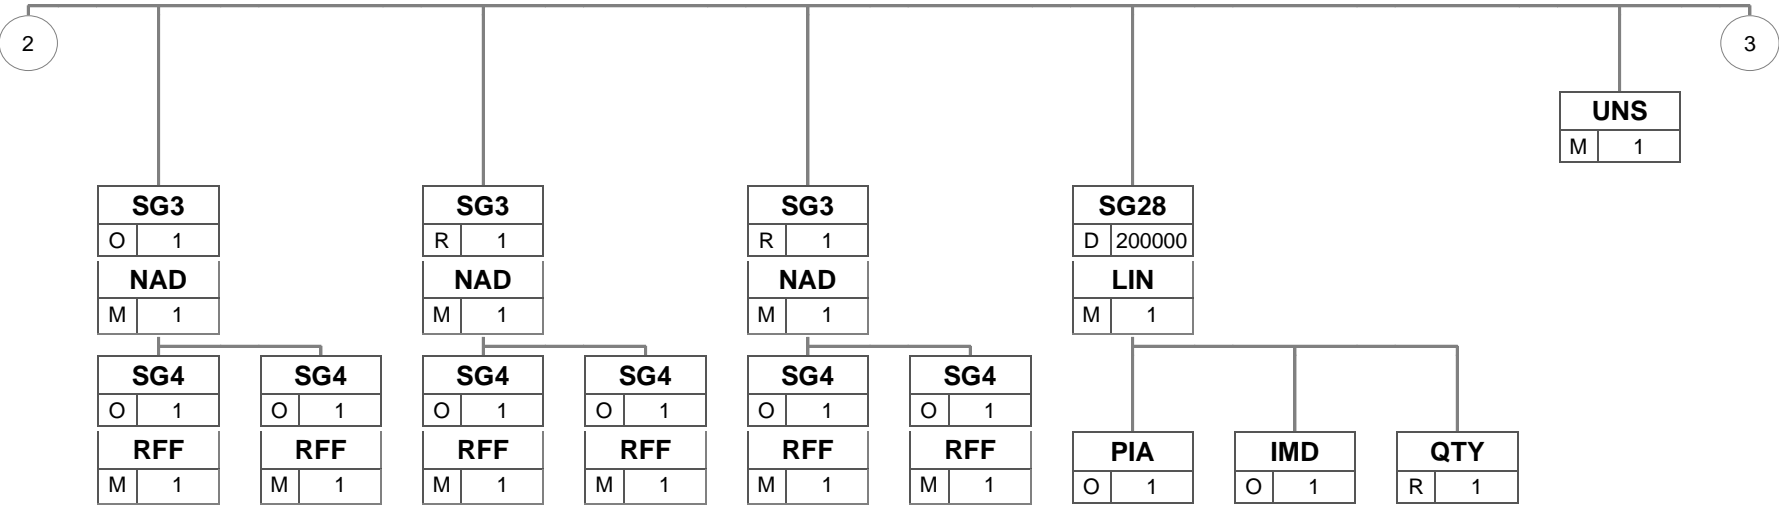 2 3
UNS
M 1
SG3 SG3 SG3 SG28
O 1 R 1 R 1 D 200000
NAD NAD NAD LIN
M 1 M 1 M 1 M 1
SG4 SG4 SG4 SG4 SG4 SG4
O 1 O 1 O 1 O 1 O 1 O 1
RFF RFF RFF RFF RFF RFF PIA IMD QTY
M 1 M 1 M 1 M 1 M 1 M 1 O 1 O 1 R 1